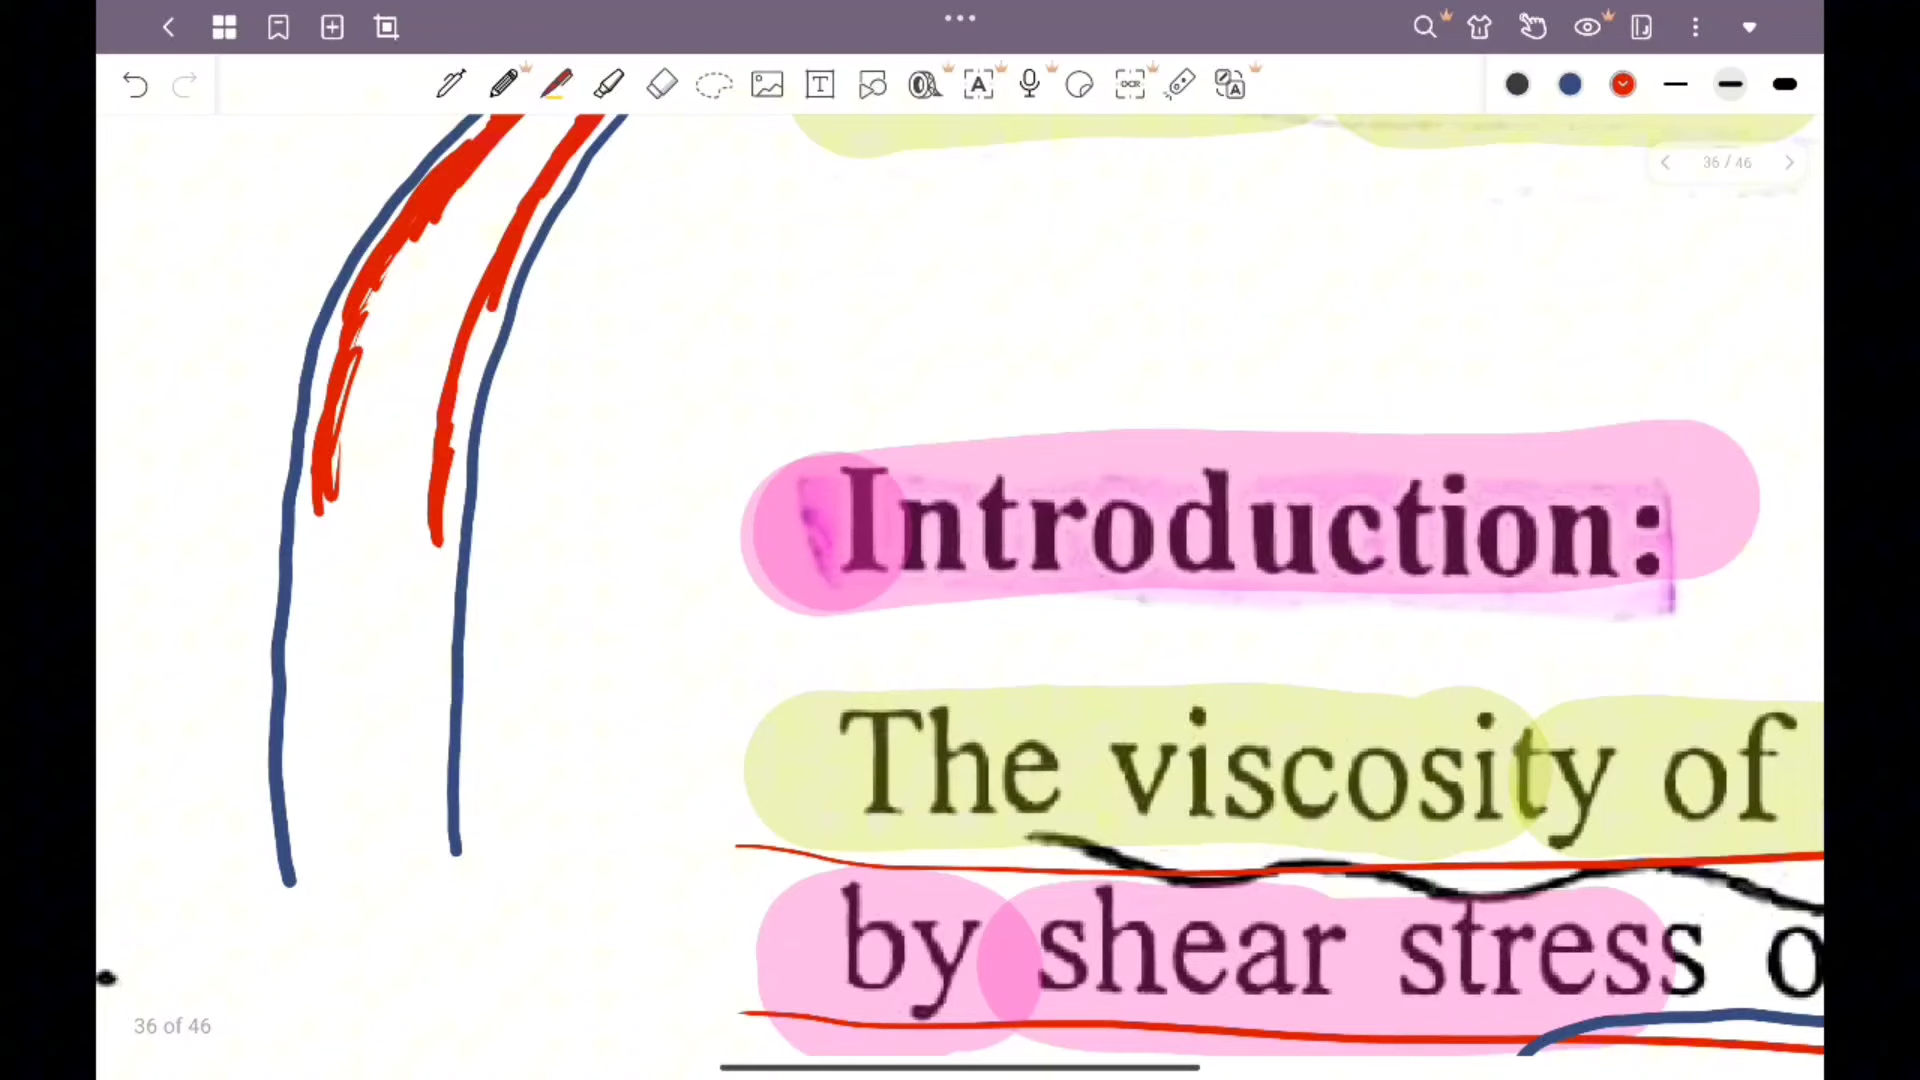 36 / 46
Introduction:
The viscosity of
by shear stress o
36 of 46